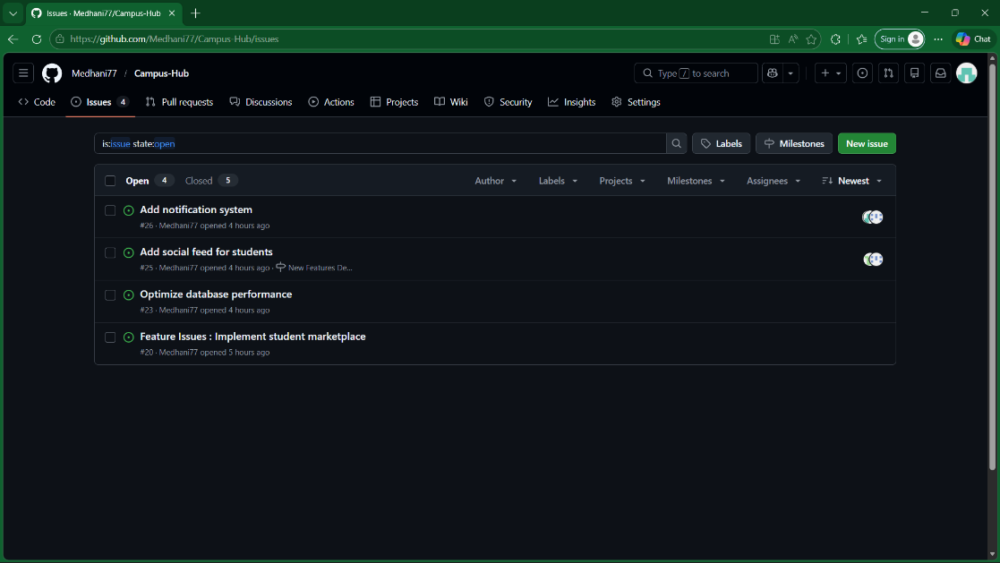 Issues · Medhani77/Campus-Hub
https://github.com/Medhani77/Campus-Hub/issues
Sign in
Chat
Medhani77 / Campus-Hub
Type / to search
Code
Issues 4
Pull requests
Discussions
Actions
Projects
Wiki
Security
Insights
Settings
is:issue state:open
Labels
Milestones
New issue
Open 4
Closed 5
Author
Labels
Projects
Milestones
Assignees
Newest
Add notification system
#26 · Medhani77 opened 4 hours ago
Add social feed for students
#25 · Medhani77 opened 4 hours ago · New Features De...
Optimize database performance
#23 · Medhani77 opened 4 hours ago
Feature Issues : Implement student marketplace
#20 · Medhani77 opened 5 hours ago